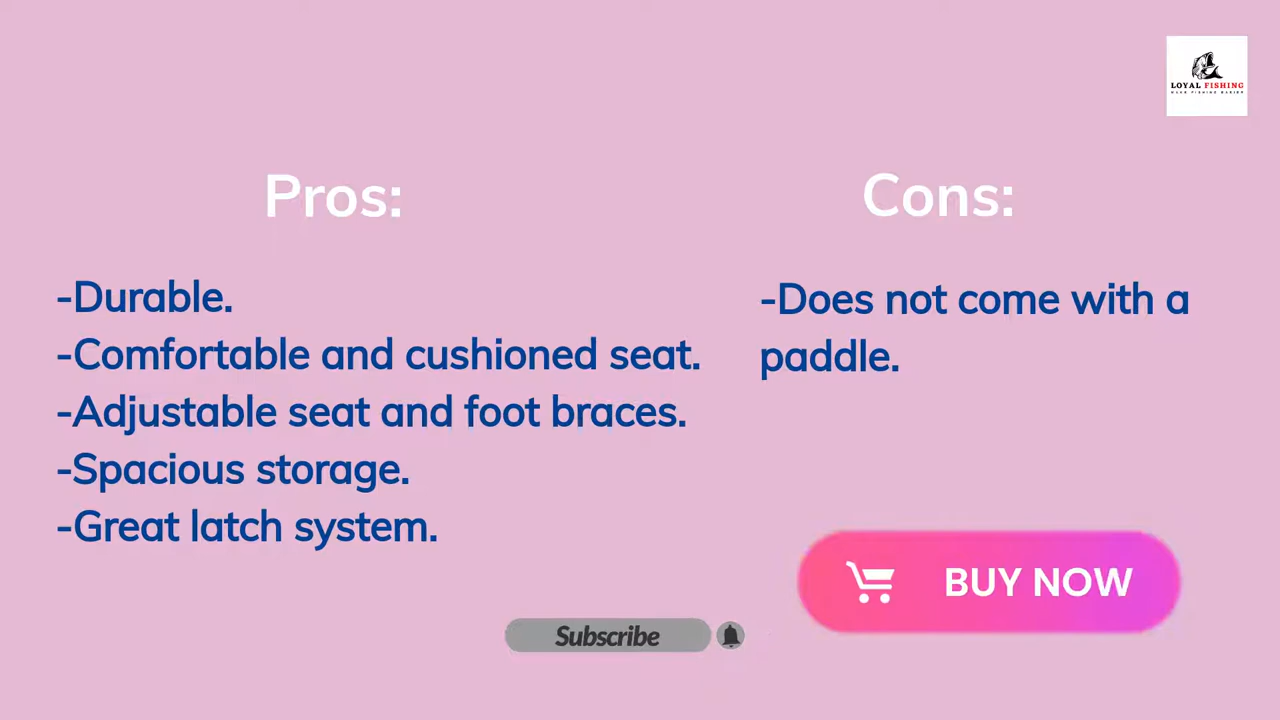 LOYAL FISHING
Pros:
-Durable.
-Comfortable and cushioned seat.
-Adjustable seat and foot braces.
-Spacious storage.
-Great latch system.
Cons:
-Does not come with a
paddle.
BUY NOW
Subscribe